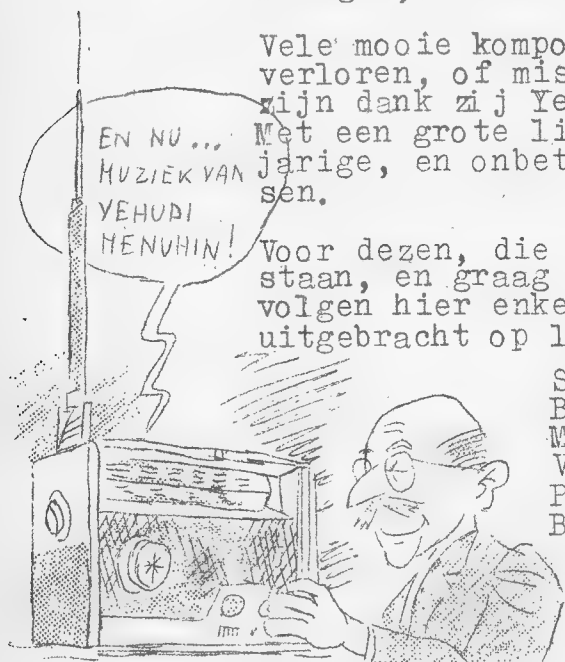 Vele mooie kompo
verloren, of mis
zijn dank zij Ye
Met een grote li
jarige, en onbet
sen.
Voor dezen, die
staan, en graag
volgen hier enke
uitgebracht op l
EN NU...
MUZIEK VAN
YEHUDI
MENUHIN!
S
B
M
V
P
B